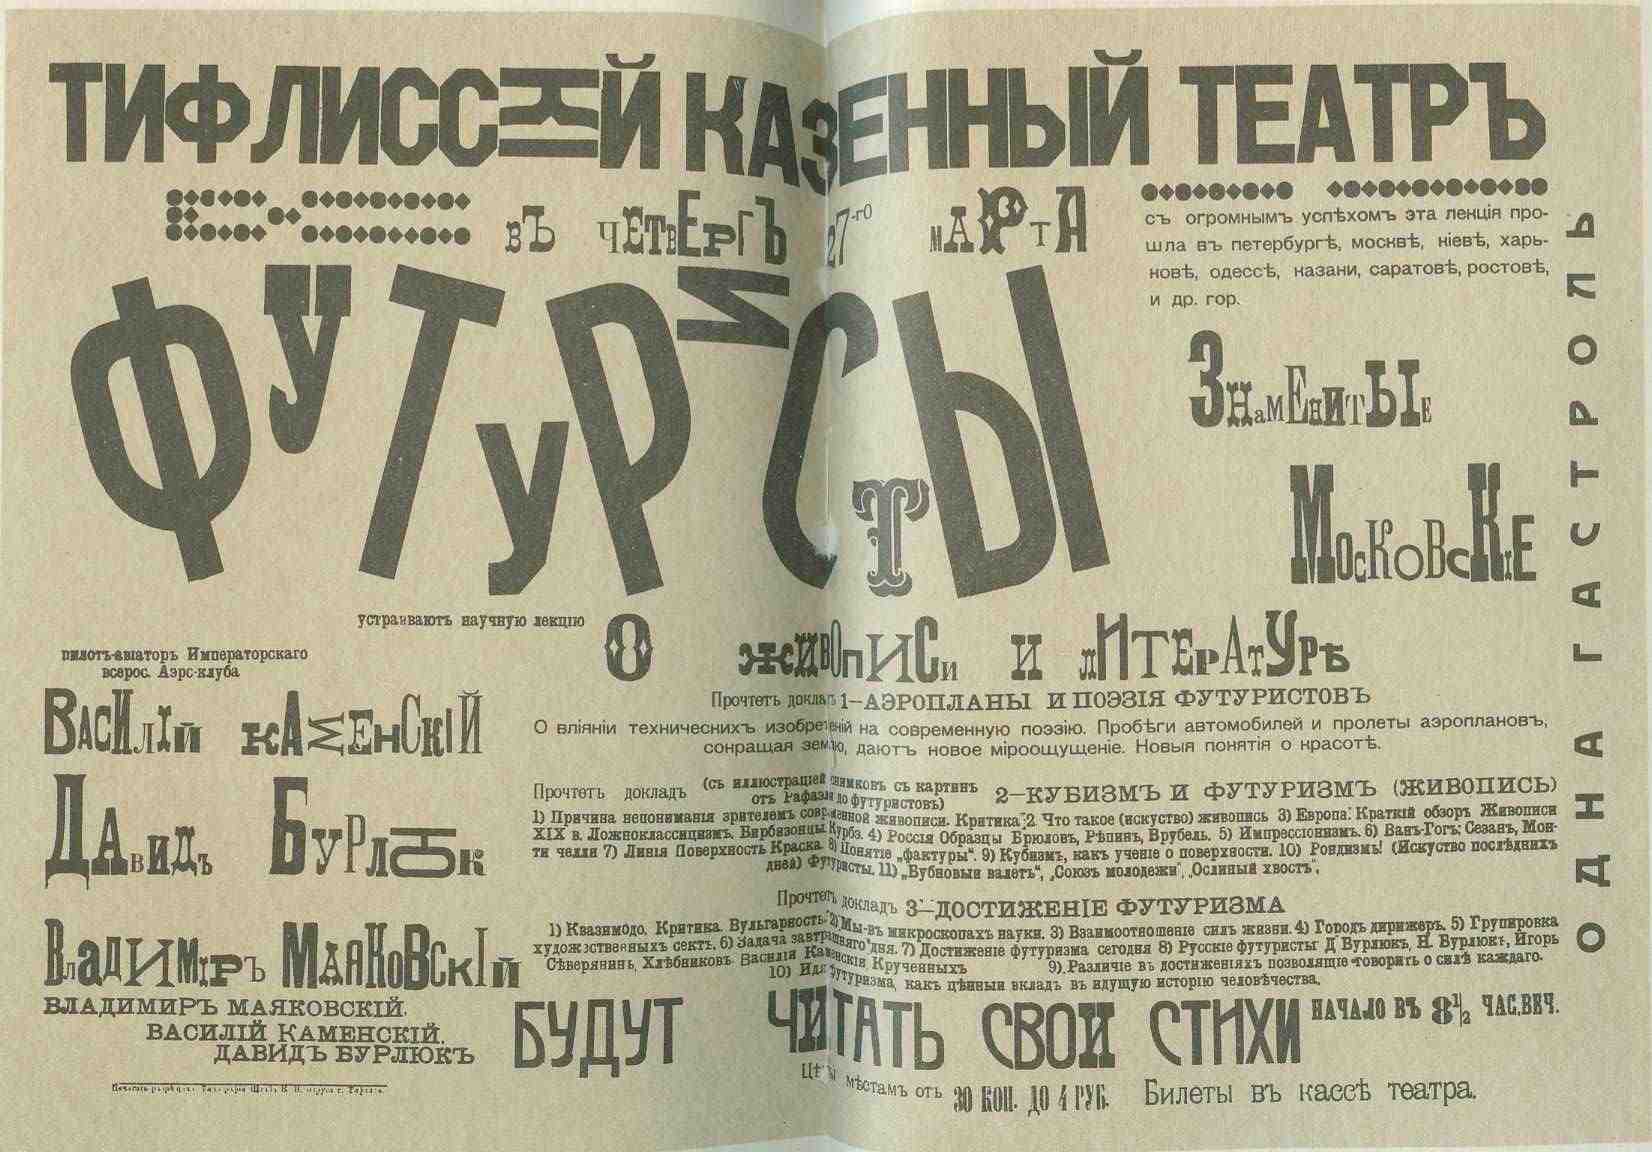 ТИФЛИССКІЙ КАЗЕННЫЙ ТЕАТРЪ
въ четвергъ 27-го марта
съ огромнымъ успѣхомъ эта лекція про-
шла въ петербургѣ, москвѣ, кіевѣ, харь-
ковѣ, одессѣ, казани, саратовѣ, ростовѣ,
и др. гор.
ОДНА ГАСТРОЛЬ
ФУТУРИСТЫ
Знаменитые
Московскіе
устраиваютъ научную лекцію
О живописи и литературѣ
пилотъ-авіаторъ Императорскаго
всерос. Аэро-клуба
Василій Каменскій
Прочтетъ докладъ 1—АЭРОПЛАНЫ И ПОЭЗІЯ ФУТУРИСТОВЪ
О вліяніи техническихъ изобрѣтеній на современную поэзію. Пробѣги автомобилей и пролеты аэроплановъ,
сокращая землю, даютъ новое міроощущеніе. Новыя понятія о красотѣ.
Давидъ Бурлюк
Прочтетъ докладъ (съ иллюстраціей снимковъ съ картинъ
отъ Рафаэля до футуристовъ) 2—КУБИЗМЪ И ФУТУРИЗМЪ (ЖИВОПИСЬ)
1) Причина непониманія зрителемъ современной живописи. Критика. 2 Что такое (искуство) живопись 3) Европа: Краткій обзоръ Живописи
XIX в. Ложноклассицизмъ. Курбэ. 4) Россія Образцы Брюловъ, Рѣпинъ, Врубель. 5) Импрессіонизмъ. 6) Ванъ-Гогъ; Сезанъ, Мон-
ти челли 7) Линія Поверхность Краска. 8) Понятіе „фактуры“. 9) Кубизмъ, какъ ученіе о поверхности. 10) Рондизмъ! (Искуство послѣднихъ
дней) Футуристы. 11) „Бубновый валетъ“, „Союзъ молодежи“, „Ослиный хвостъ“.
Владиміръ Маяковскій
Прочтетъ докладъ 3—ДОСТИЖЕНІЕ ФУТУРИЗМА
1) Квазимодо. Критика. Вульгарность. 2) Мы-въ микроскопахъ науки. 3) Взаимоотношеніе силъ жизни. 4) Городъ дирижеръ. 5) Групировка
художественныхъ сектъ. 6) Задача завтрашняго дня. 7) Достиженіе футуризма сегодня 8) Русскіе футуристы Д Бурлюкъ, Н. Бурлюкъ, Игорь
Сѣверянинъ, Хлѣбниковъ Василій Каменскій Крученныхъ 9) Различіе въ достиженіяхъ позволящіе говорить о силѣ каждаго.
10) Идея футуризма, какъ цѣнный вкладъ въ идущую исторію человѣчества.
ВЛАДИМИРЪ МАЯКОВСКІЙ.
ВАСИЛІЙ КАМЕНСКІЙ.
ДАВИДЪ БУРЛЮКЪ
БУДУТ ЧИТАТЬ СВОИ СТИХИ
НАЧАЛО ВЪ 8½ ЧАС. ВЕЧ.
Цѣны мѣстамъ отъ 30 КОП. ДО 4 РУБ. Билеты въ кассѣ театра.